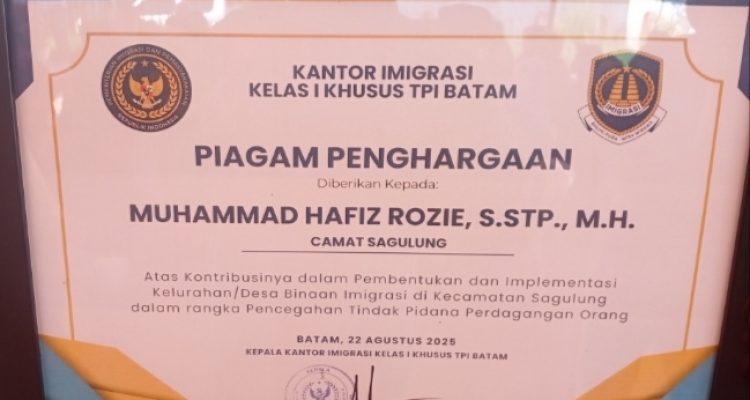 KANTOR IMIGRASI
KELAS I KHUSUS TPI BATAM
IMIGRASI
PIAGAM PENGHARGAAN
Diberikan Kepada:
MUHAMMAD HAFIZ ROZIE, S.STP., M.H.
CAMAT SAGULUNG
Atas Kontribusinya dalam Pembentukan dan Implementasi
Kelurahan/Desa Binaan Imigrasi di Kecamatan Sagulung
dalam rangka Pencegahan Tindak Pidana Perdagangan Orang
BATAM, 22 AGUSTUS 2025
KEPALA KANTOR IMIGRASI KELAS I KHUSUS TPI BATAM